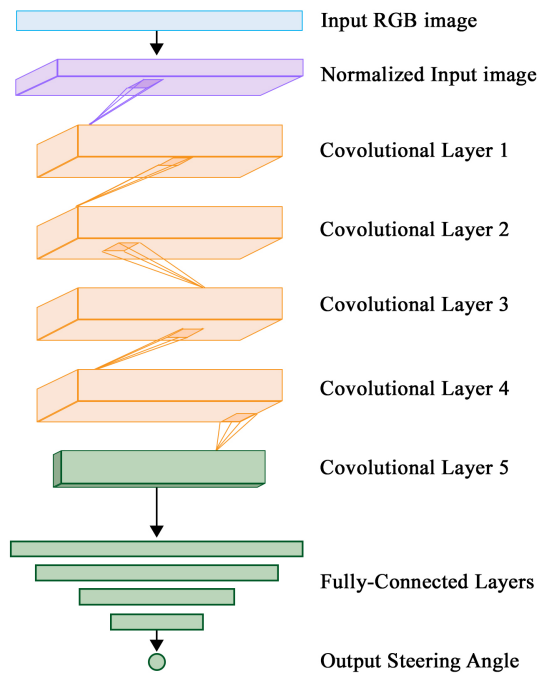 Input RGB image
Normalized Input image
Covolutional Layer 1
Covolutional Layer 2
Covolutional Layer 3
Covolutional Layer 4
Covolutional Layer 5
Fully-Connected Layers
Output Steering Angle